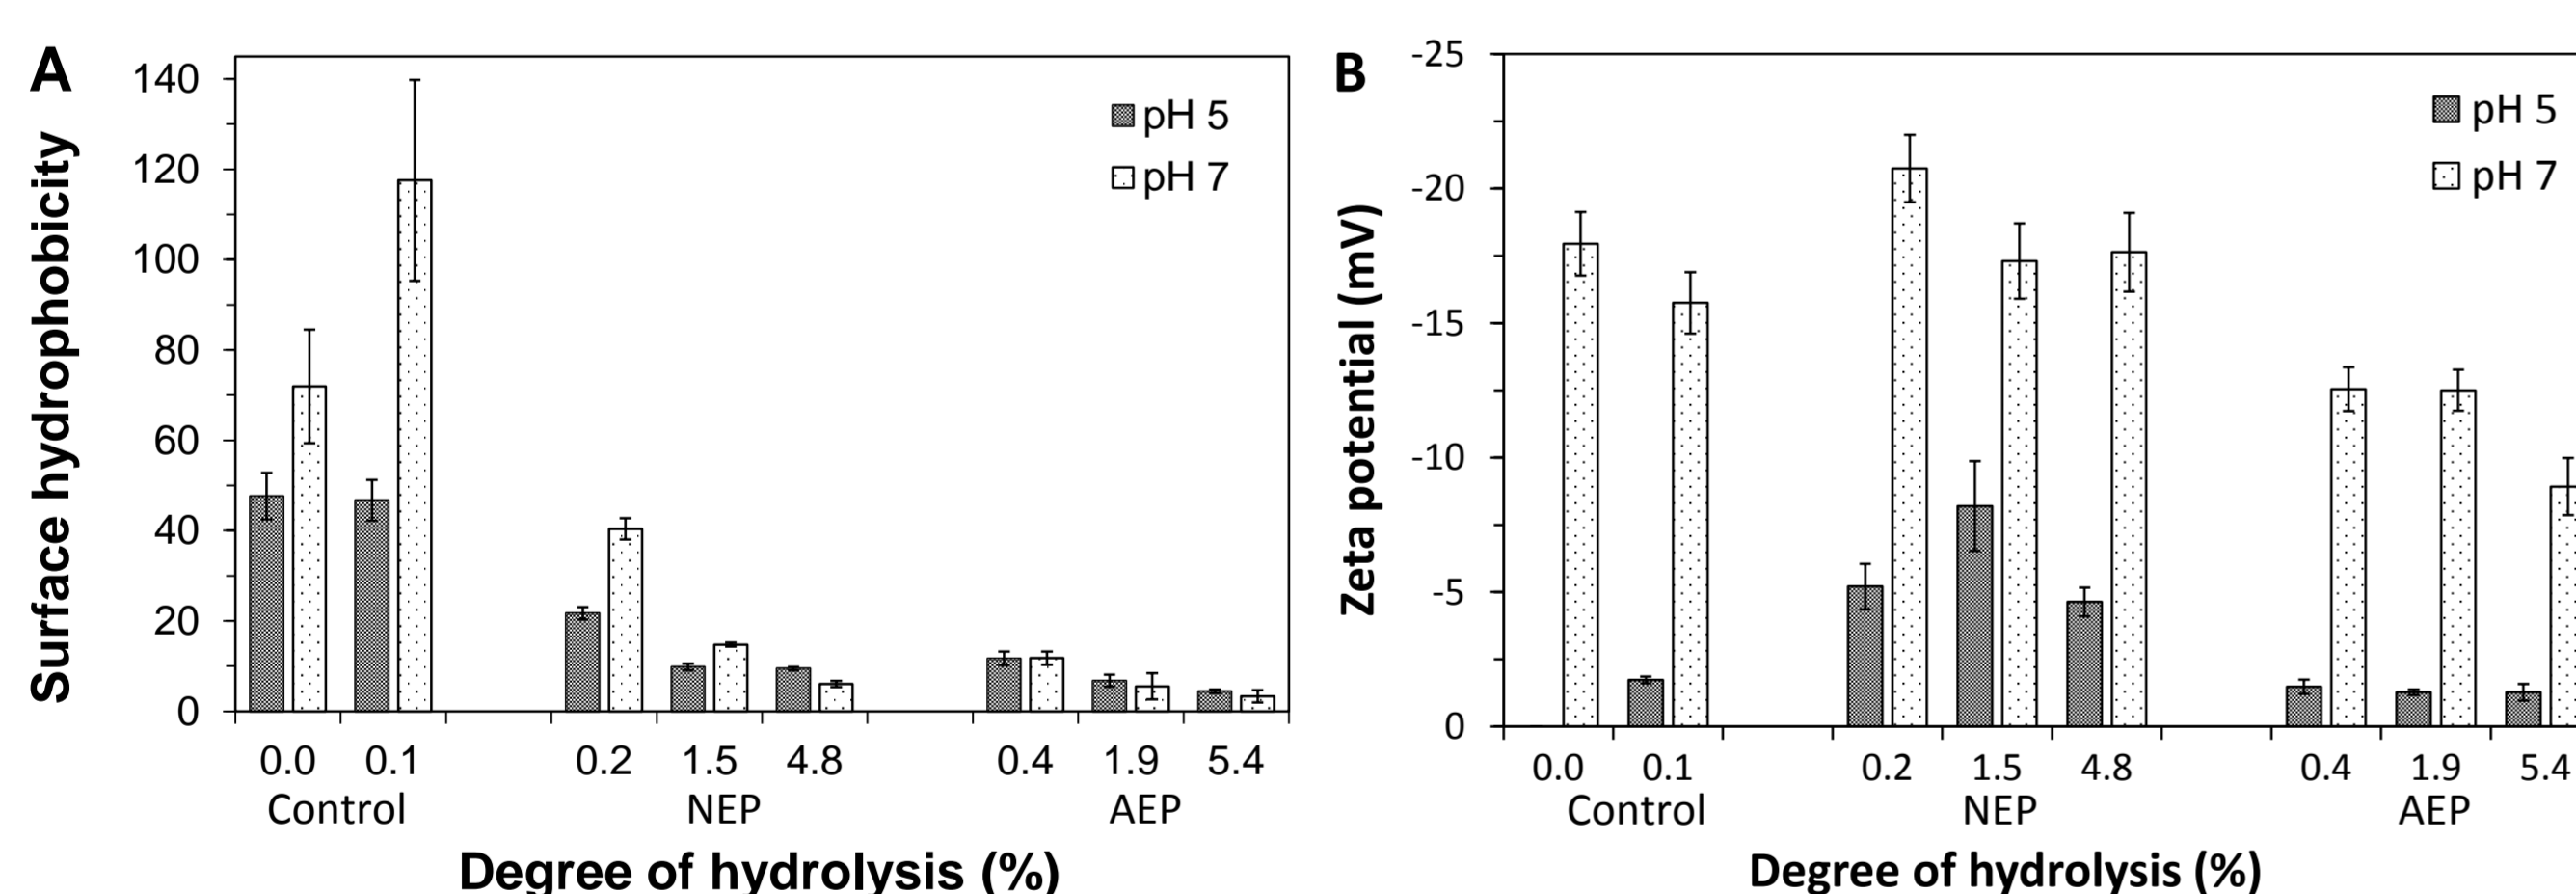 A
Surface hydrophobicity
140
120
100
80
60
40
20
0
pH 5
pH 7
0.0 0.1 0.2 1.5 4.8 0.4 1.9 5.4
Control NEP AEP
Degree of hydrolysis (%)
B
Zeta potential (mV)
-25
-20
-15
-10
-5
0
pH 5
pH 7
0.0 0.1 0.2 1.5 4.8 0.4 1.9 5.4
Control NEP AEP
Degree of hydrolysis (%)